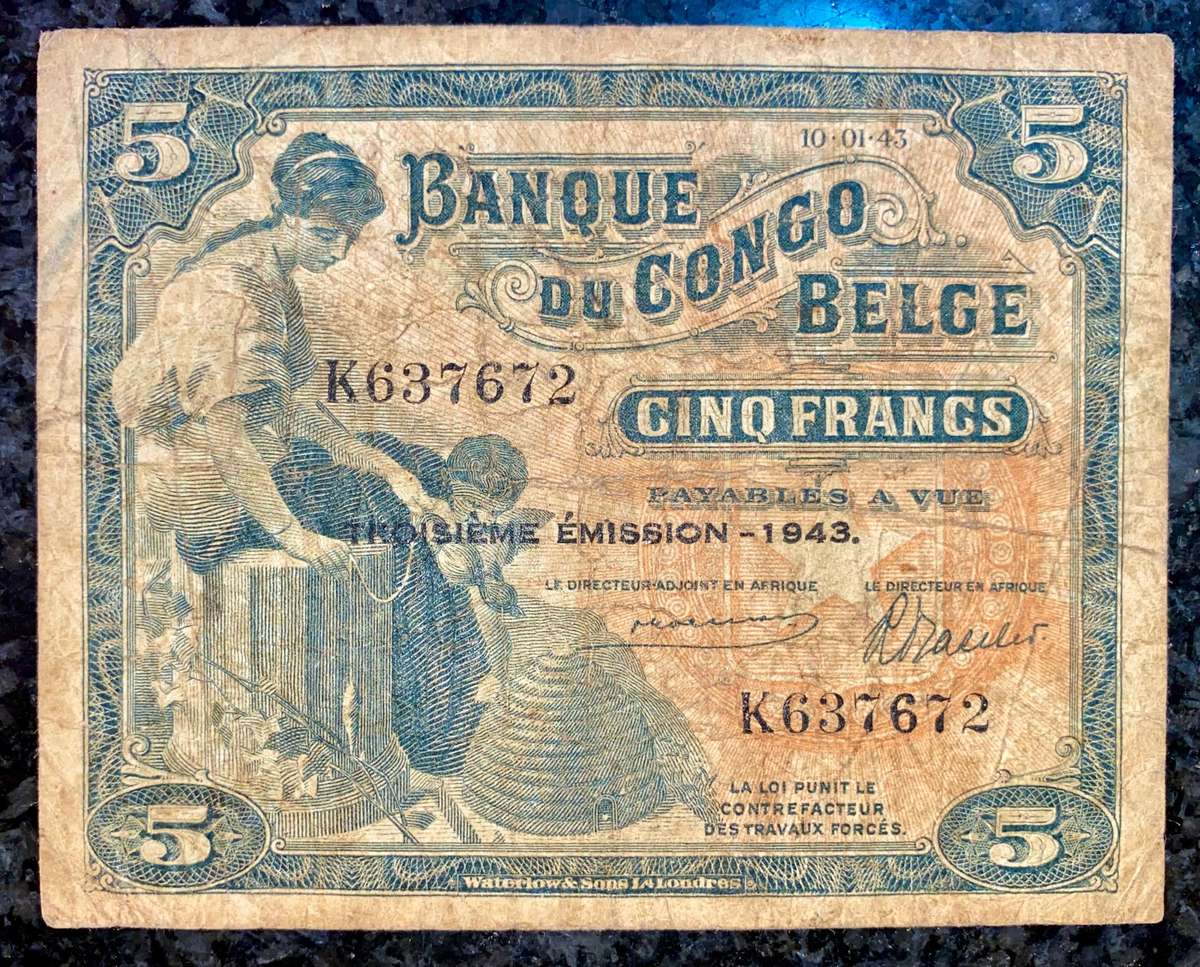 5
5
10·01·43
BANQUE
DU CONGO
BELGE
K637672
CINQ FRANCS
PAYABLES A VUE
TROISIÈME ÉMISSION - 1943.
LE DIRECTEUR-ADJOINT EN AFRIQUE
LE DIRECTEUR EN AFRIQUE
K637672
LA LOI PUNIT LE
CONTREFACTEUR
DES TRAVAUX FORCÉS.
5
5
Waterlow & Sons Ld Londres